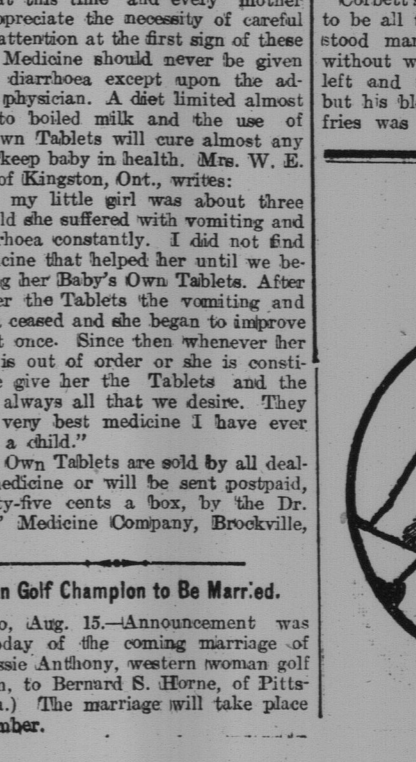 t this time and every mother
ppreciate the necessity of careful
attention at the first sign of these
Medicine should never be given
diarrhoea except upon the ad-
physician. A diet limited almost
to boiled milk and the use of
wn Tablets will cure almost any
keep baby in health. Mrs. W. E.
of Kingston, Ont., writes:
my little girl was about three
ld she suffered with vomiting and
rhoea constantly. I did not find
cine that helped her until we be-
g her Baby's Own Tablets. After
er the Tablets the vomiting and
ceased and she began to improve
t once. Since then whenever her
is out of order or she is consti-
e give her the Tablets and the
always all that we desire. They
very best medicine I have ever
a child."
Own Tablets are sold by all deal-
nedicine or will be sent postpaid,
ty-five cents a box, by the Dr.
' Medicine Company, Brockville,
n Golf Champion to Be Married.
o, Aug. 15.—Announcement was
oday of the coming marriage of
ssie Anthony, western woman golf
n, to Bernard S. Horne, of Pitts-
a.) The marriage will take place
mber.
to be all
stood man
without w
left and
but his bl
fries was